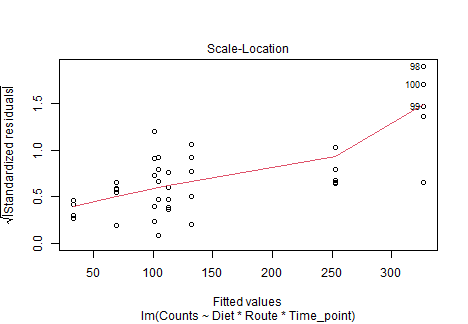 Scale-Location
√|Standardized residuals|
0.0 0.5 1.0 1.5
98
100
99
50 100 150 200 250 300
Fitted values
lm(Counts ~ Diet * Route * Time_point)